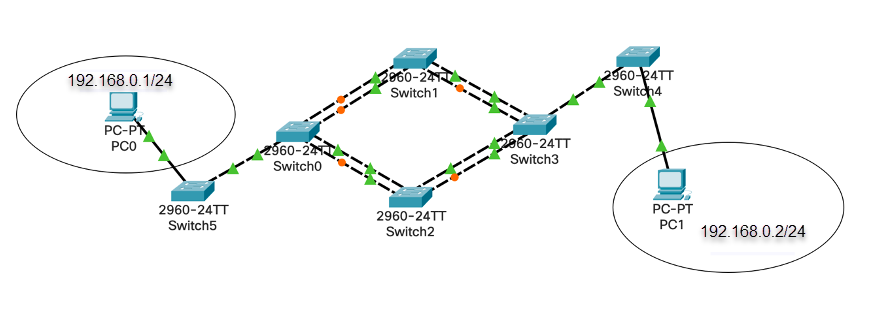 192.168.0.1/24
PC-PT
PC0
2960-24TT
Switch5
2960-24TT
Switch0
2960-24TT
Switch1
2960-24TT
Switch2
2960-24TT
Switch3
2960-24TT
Switch4
PC-PT
PC1
192.168.0.2/24